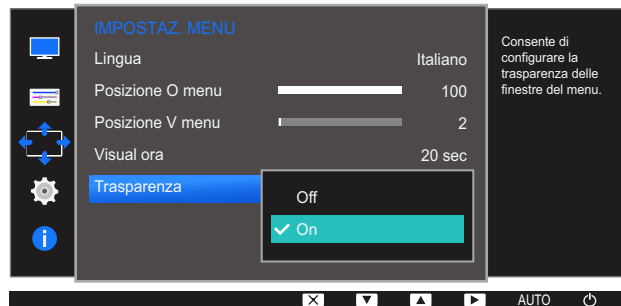 IMPOSTAZ. MENU
Lingua Italiano
Posizione O menu 100
Posizione V menu 2
Visual ora 20 sec
Trasparenza
Off
On
Consente di
configurare la
trasparenza delle
finestre del menu.
AUTO